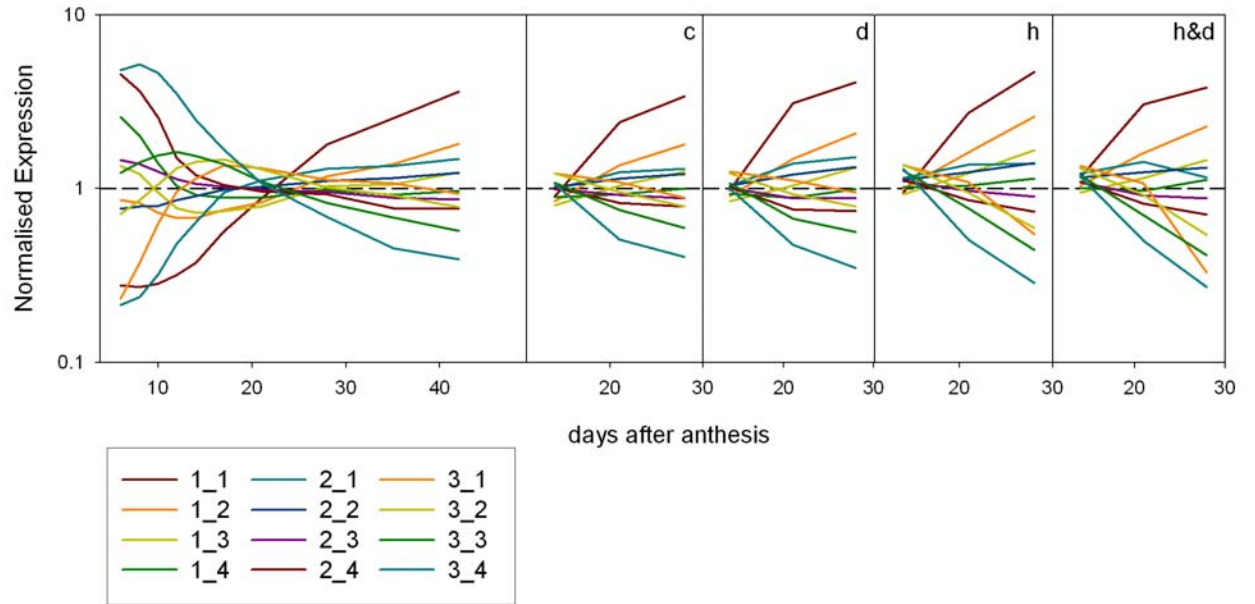 10
c
d
h
h&d
Normalised Expression
1
0.1
10 20 30 40 20 30 20 30 20 30 20 30
days after anthesis
1_1 2_1 3_1
1_2 2_2 3_2
1_3 2_3 3_3
1_4 2_4 3_4